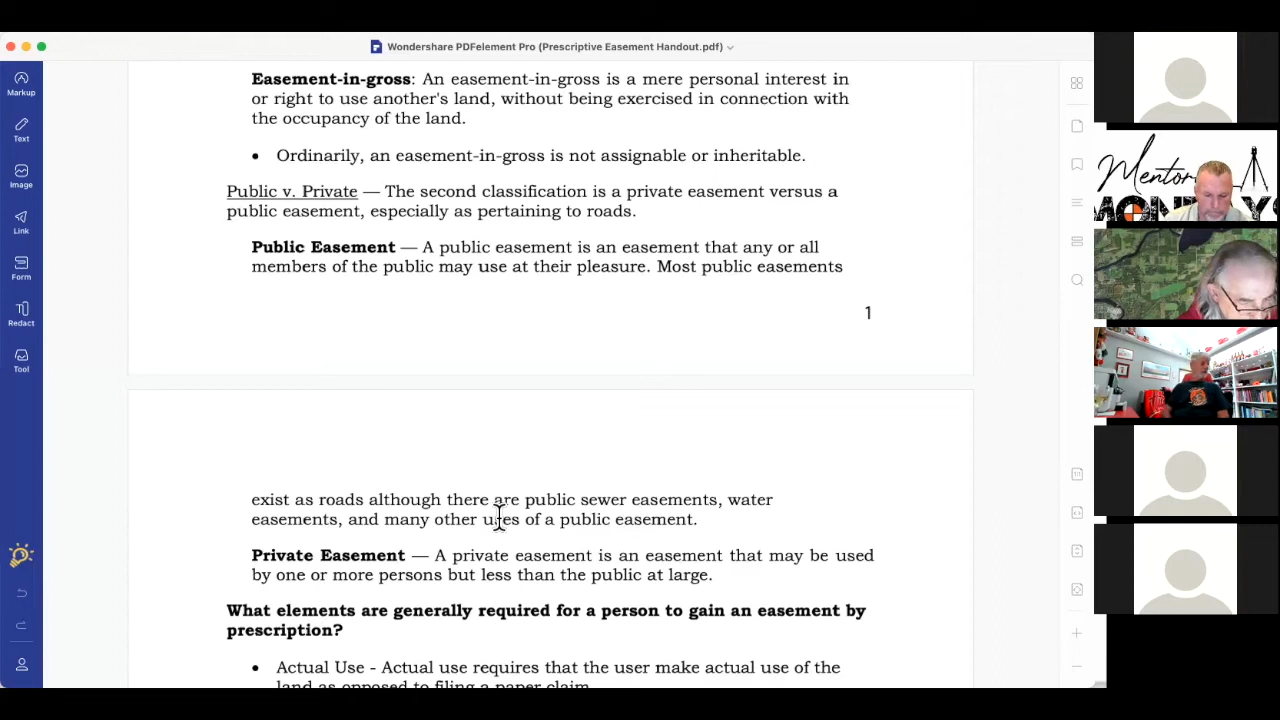 Wondershare PDFelement Pro (Prescriptive Easement Handout.pdf)
Markup
Text
Image
Link
Form
Redact
Tool
Easement-in-gross: An easement-in-gross is a mere personal interest in
or right to use another's land, without being exercised in connection with
the occupancy of the land.
• Ordinarily, an easement-in-gross is not assignable or inheritable.
Public v. Private — The second classification is a private easement versus a
public easement, especially as pertaining to roads.
Public Easement — A public easement is an easement that any or all
members of the public may use at their pleasure. Most public easements
1
exist as roads although there are public sewer easements, water
easements, and many other uses of a public easement.
Private Easement — A private easement is an easement that may be used
by one or more persons but less than the public at large.
What elements are generally required for a person to gain an easement by
prescription?
• Actual Use - Actual use requires that the user make actual use of the
land as opposed to filing a paper claim
Mentor
MONDAYS